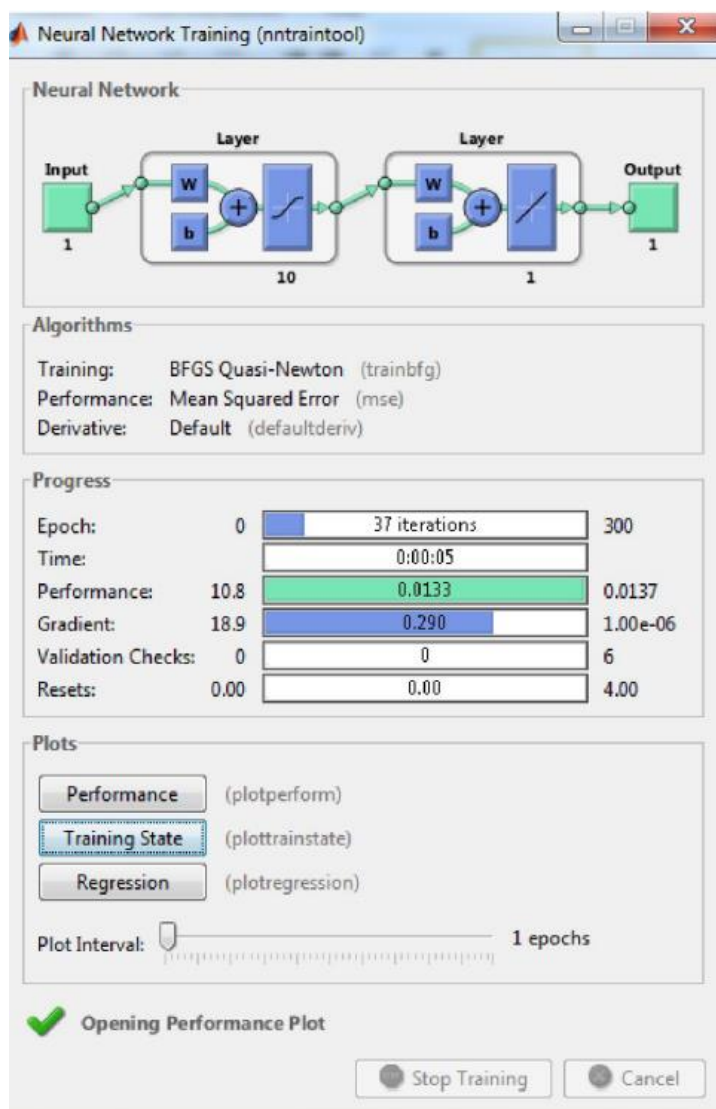 Neural Network Training (nntraintool)
Neural Network
Layer Layer
Input Output
W W
b b
1 1
10 1
Algorithms
Training: BFGS Quasi-Newton (trainbfg)
Performance: Mean Squared Error (mse)
Derivative: Default (defaultderiv)
Progress
Epoch: 0 37 iterations 300
Time: 0:00:05
Performance: 10.8 0.0133 0.0137
Gradient: 18.9 0.290 1.00e-06
Validation Checks: 0 0 6
Resets: 0.00 0.00 4.00
Plots
Performance (plotperform)
Training State (plottrainstate)
Regression (plotregression)
Plot Interval: 1 epochs
Opening Performance Plot
Stop Training Cancel